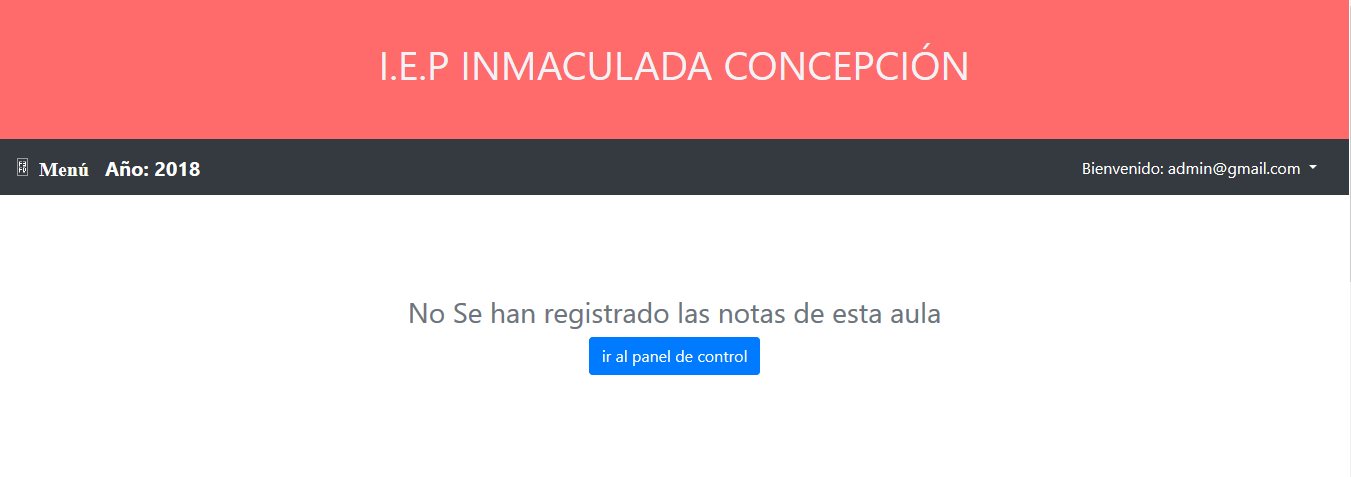 I.E.P INMACULADA CONCEPCIÓN
Menú Año: 2018 Bienvenido: admin@gmail.com
No Se han registrado las notas de esta aula
ir al panel de control